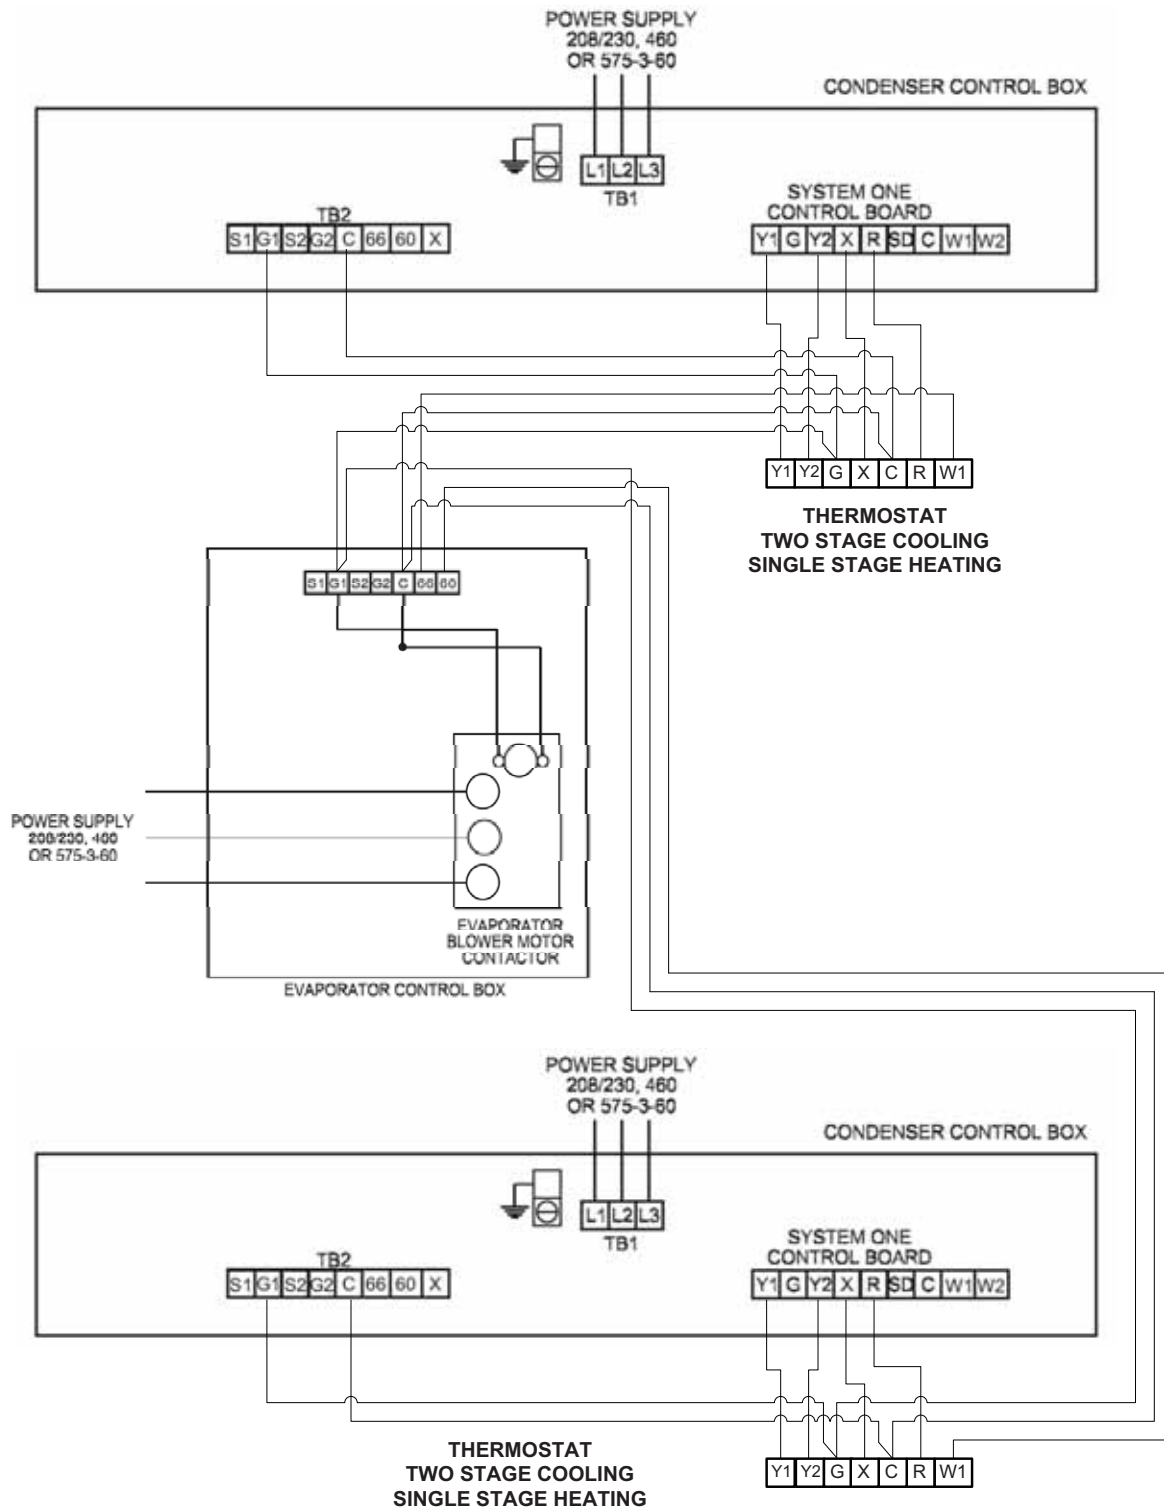 POWER SUPPLY
208/230, 460
OR 575-3-60
CONDENSER CONTROL BOX
L1 L2 L3
TB1
SYSTEM ONE
CONTROL BOARD
TB2
S1 G1 S2 G2 C 66 60 X
Y1 G Y2 X R SD C W1 W2
Y1 Y2 G X C R W1
THERMOSTAT
TWO STAGE COOLING
SINGLE STAGE HEATING
S1 G1 S2 G2 C 66 60
POWER SUPPLY
208/230, 460
OR 575-3-60
EVAPORATOR
BLOWER MOTOR
CONTACTOR
EVAPORATOR CONTROL BOX
POWER SUPPLY
208/230, 460
OR 575-3-60
CONDENSER CONTROL BOX
L1 L2 L3
TB1
SYSTEM ONE
CONTROL BOARD
TB2
S1 G1 S2 G2 C 66 60 X
Y1 G Y2 X R SD C W1 W2
THERMOSTAT
TWO STAGE COOLING
SINGLE STAGE HEATING
Y1 Y2 G X C R W1